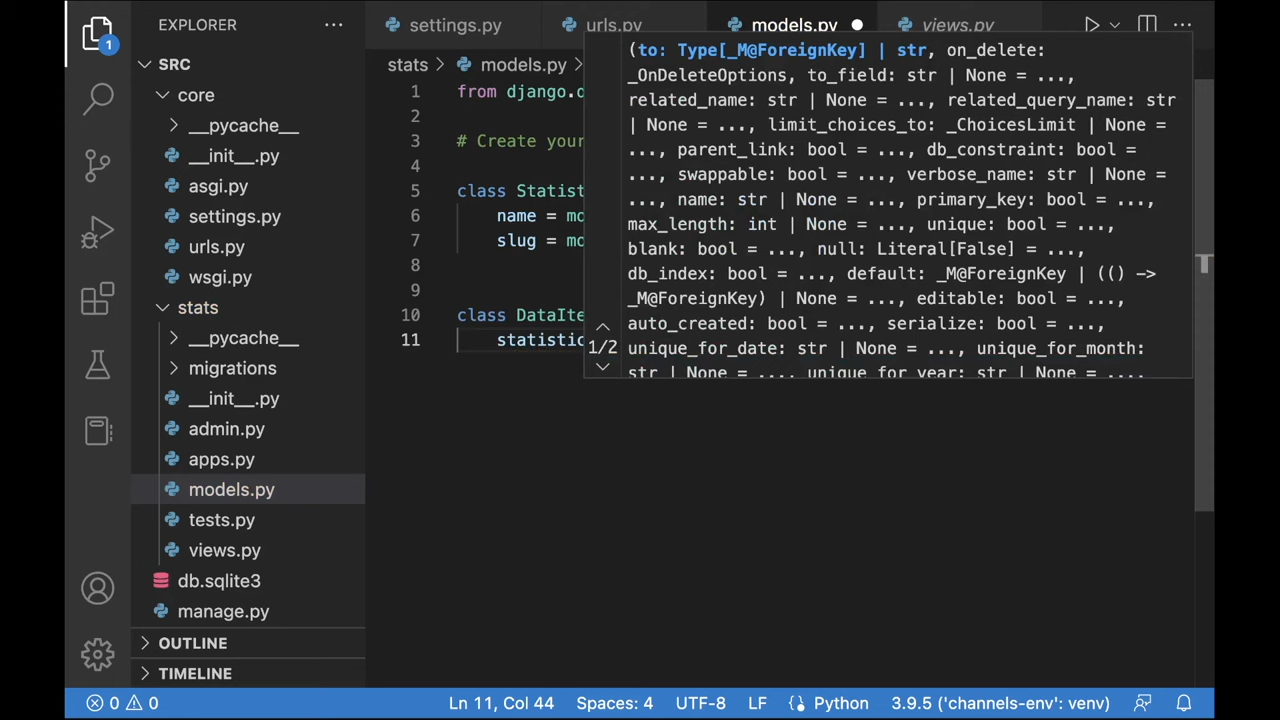 EXPLORER
settings.py
urls.py
models.py
views.py
1
SRC
core
__pycache__
__init__.py
asgi.py
settings.py
urls.py
wsgi.py
stats
__pycache__
migrations
__init__.py
admin.py
apps.py
models.py
tests.py
views.py
db.sqlite3
manage.py
OUTLINE
TIMELINE
stats > models.py >
1 from django.d
2
3 # Create your
4
5 class Statist
6 name = mo
7 slug = mo
8
9
10 class DataIte
11 statistic
1/2
(to: Type[_M@ForeignKey] | str, on_delete:
_OnDeleteOptions, to_field: str | None = ...,
related_name: str | None = ..., related_query_name: str
| None = ..., limit_choices_to: _ChoicesLimit | None =
..., parent_link: bool = ..., db_constraint: bool =
..., swappable: bool = ..., verbose_name: str | None =
..., name: str | None = ..., primary_key: bool = ...,
max_length: int | None = ..., unique: bool = ...,
blank: bool = ..., null: Literal[False] = ...,
db_index: bool = ..., default: _M@ForeignKey | (() ->
_M@ForeignKey) | None = ..., editable: bool = ...,
auto_created: bool = ..., serialize: bool = ...,
unique_for_date: str | None = ..., unique_for_month:
str | None = ..., unique_for_year: str | None = ...,
0 0
Ln 11, Col 44
Spaces: 4
UTF-8
LF
Python
3.9.5 ('channels-env': venv)